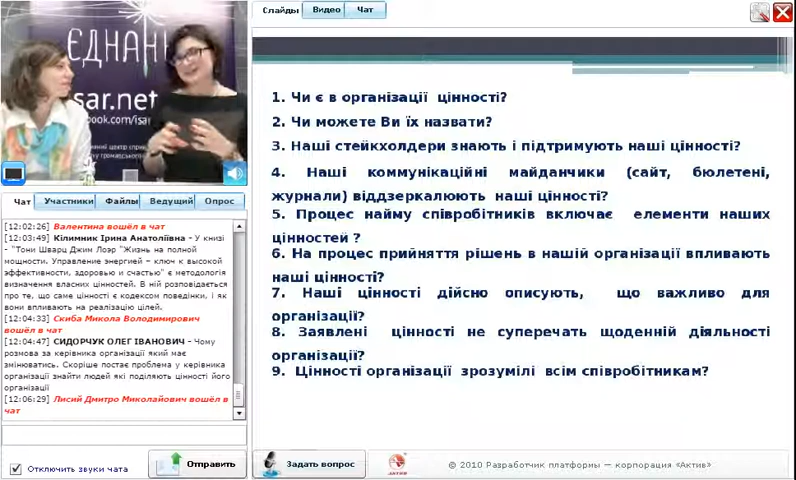 ЄДНАН
sar.net
book.com/isar
Слайды Видео Чат
1. Чи є в організації цінності?
2. Чи можете Ви їх назвати?
3. Наші стейкхолдери знають і підтримують наші цінності?
4. Наші коммунікаційні майданчики (сайт, бюлетені,
журнали) віддзеркалюють наші цінності?
5. Процес найму співробітників включає елементи наших
цінностей ?
6. На процес прийняття рішень в нашій організації впливають
наші цінності?
7. Наші цінності дійсно описують, що важливо для
організації?
8. Заявлені цінності не суперечать щоденній діяльності
організації?
9. Цінності організації зрозумілі всім співробітникам?
Чат Участники Файлы Ведущий Опрос
[12:02:26] Валентина вошёл в чат
[12:03:49] Кілимник Ірина Анатоліївна - У книзі
- "Тони Шварц Джим Лоэр "Жизнь на полной
мощности. Управление энергией – ключ к высокой
эффективности, здоровью и счастью" є методологія
визначення власних цінностей. В ній розповідається
про те, що саме цінності є кодексом поведінки, і як
вони впливають на реалізацію цілей.
[12:04:33] Скиба Микола Володимирович
вошёл в чат
[12:04:47] СИДОРЧУК ОЛЕГ ІВАНОВИЧ - Чому
розмова за керівника організації який має
змінюватись. Скоріше постає проблема у керівника
організації знайти людей які поділяють цінності його
організації
[12:06:29] Лисий Дмитро Миколайович вошёл в
чат
Отключить звуки чата
Отправить
Задать вопрос
АКТИВ
© 2010 Разработчик платформы — корпорация «Актив»